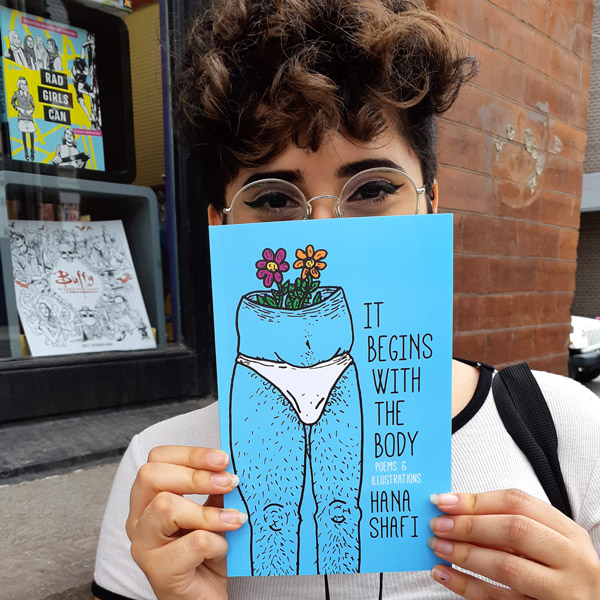 RAD
GIRLS
CAN
Buffy
IT
BEGINS
WITH
THE
BODY
POEMS &
ILLUSTRATIONS
HANA
SHAFI